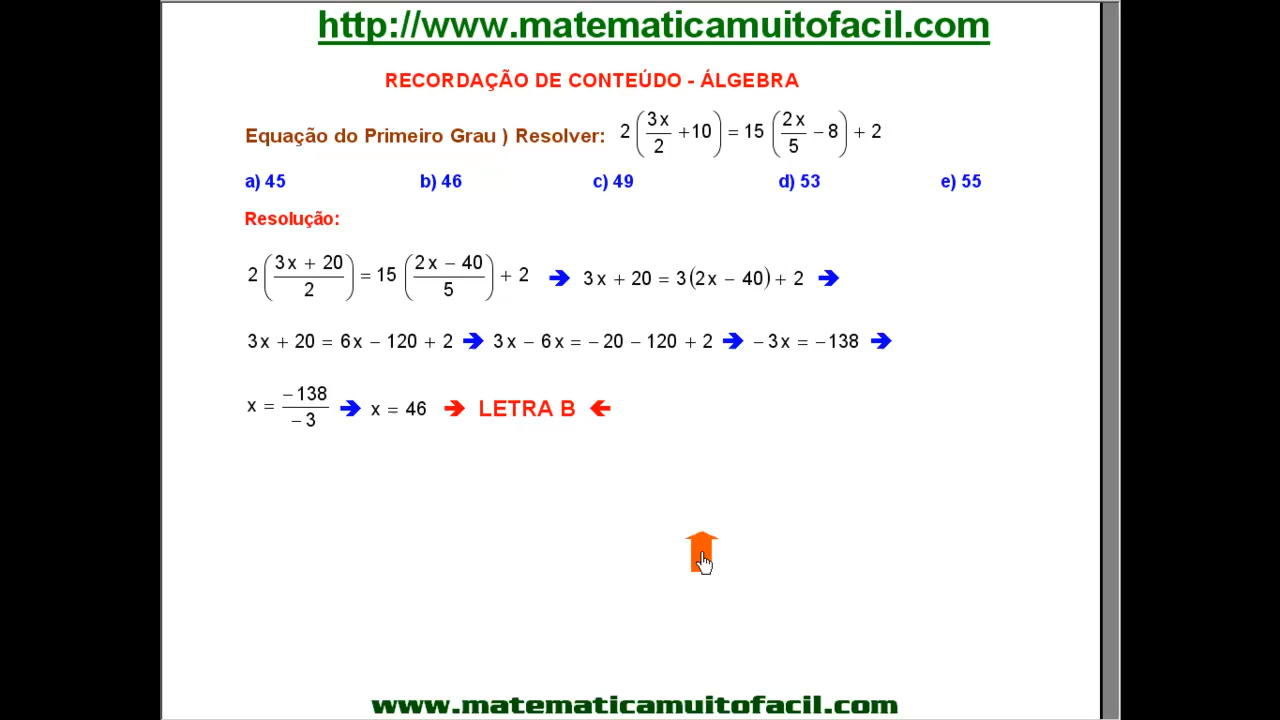 http://www.matematicamuitofacil.com
RECORDAÇÃO DE CONTEÚDO - ÁLGEBRA
Equação do Primeiro Grau ) Resolver: 2(3x/2 + 10) = 15(2x/5 − 8) + 2
a) 45 b) 46 c) 49 d) 53 e) 55
Resolução:
2((3x + 20)/2) = 15((2x − 40)/5) + 2 ➔ 3x + 20 = 3(2x − 40) + 2 ➔
3x + 20 = 6x − 120 + 2 ➔ 3x − 6x = − 20 − 120 + 2 ➔ − 3x = −138 ➔
x = −138/−3 ➔ x = 46 ➔ LETRA B ←
www.matematicamuitofacil.com